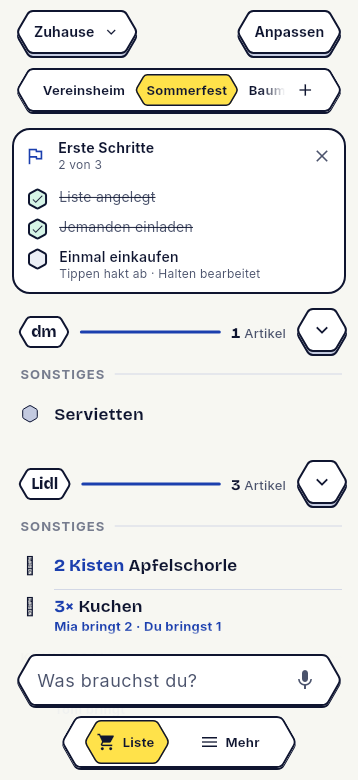 Zuhause
Anpassen
Vereinsheim
Sommerfest
Baum
Erste Schritte
2 von 3
Liste angelegt
Jemanden einladen
Einmal einkaufen
Tippen hakt ab · Halten bearbeitet
dm
1 Artikel
SONSTIGES
Servietten
Lidl
3 Artikel
SONSTIGES
2 Kisten Apfelschorle
3× Kuchen
Mia bringt 2 · Du bringst 1
Was brauchst du?
Liste
Mehr